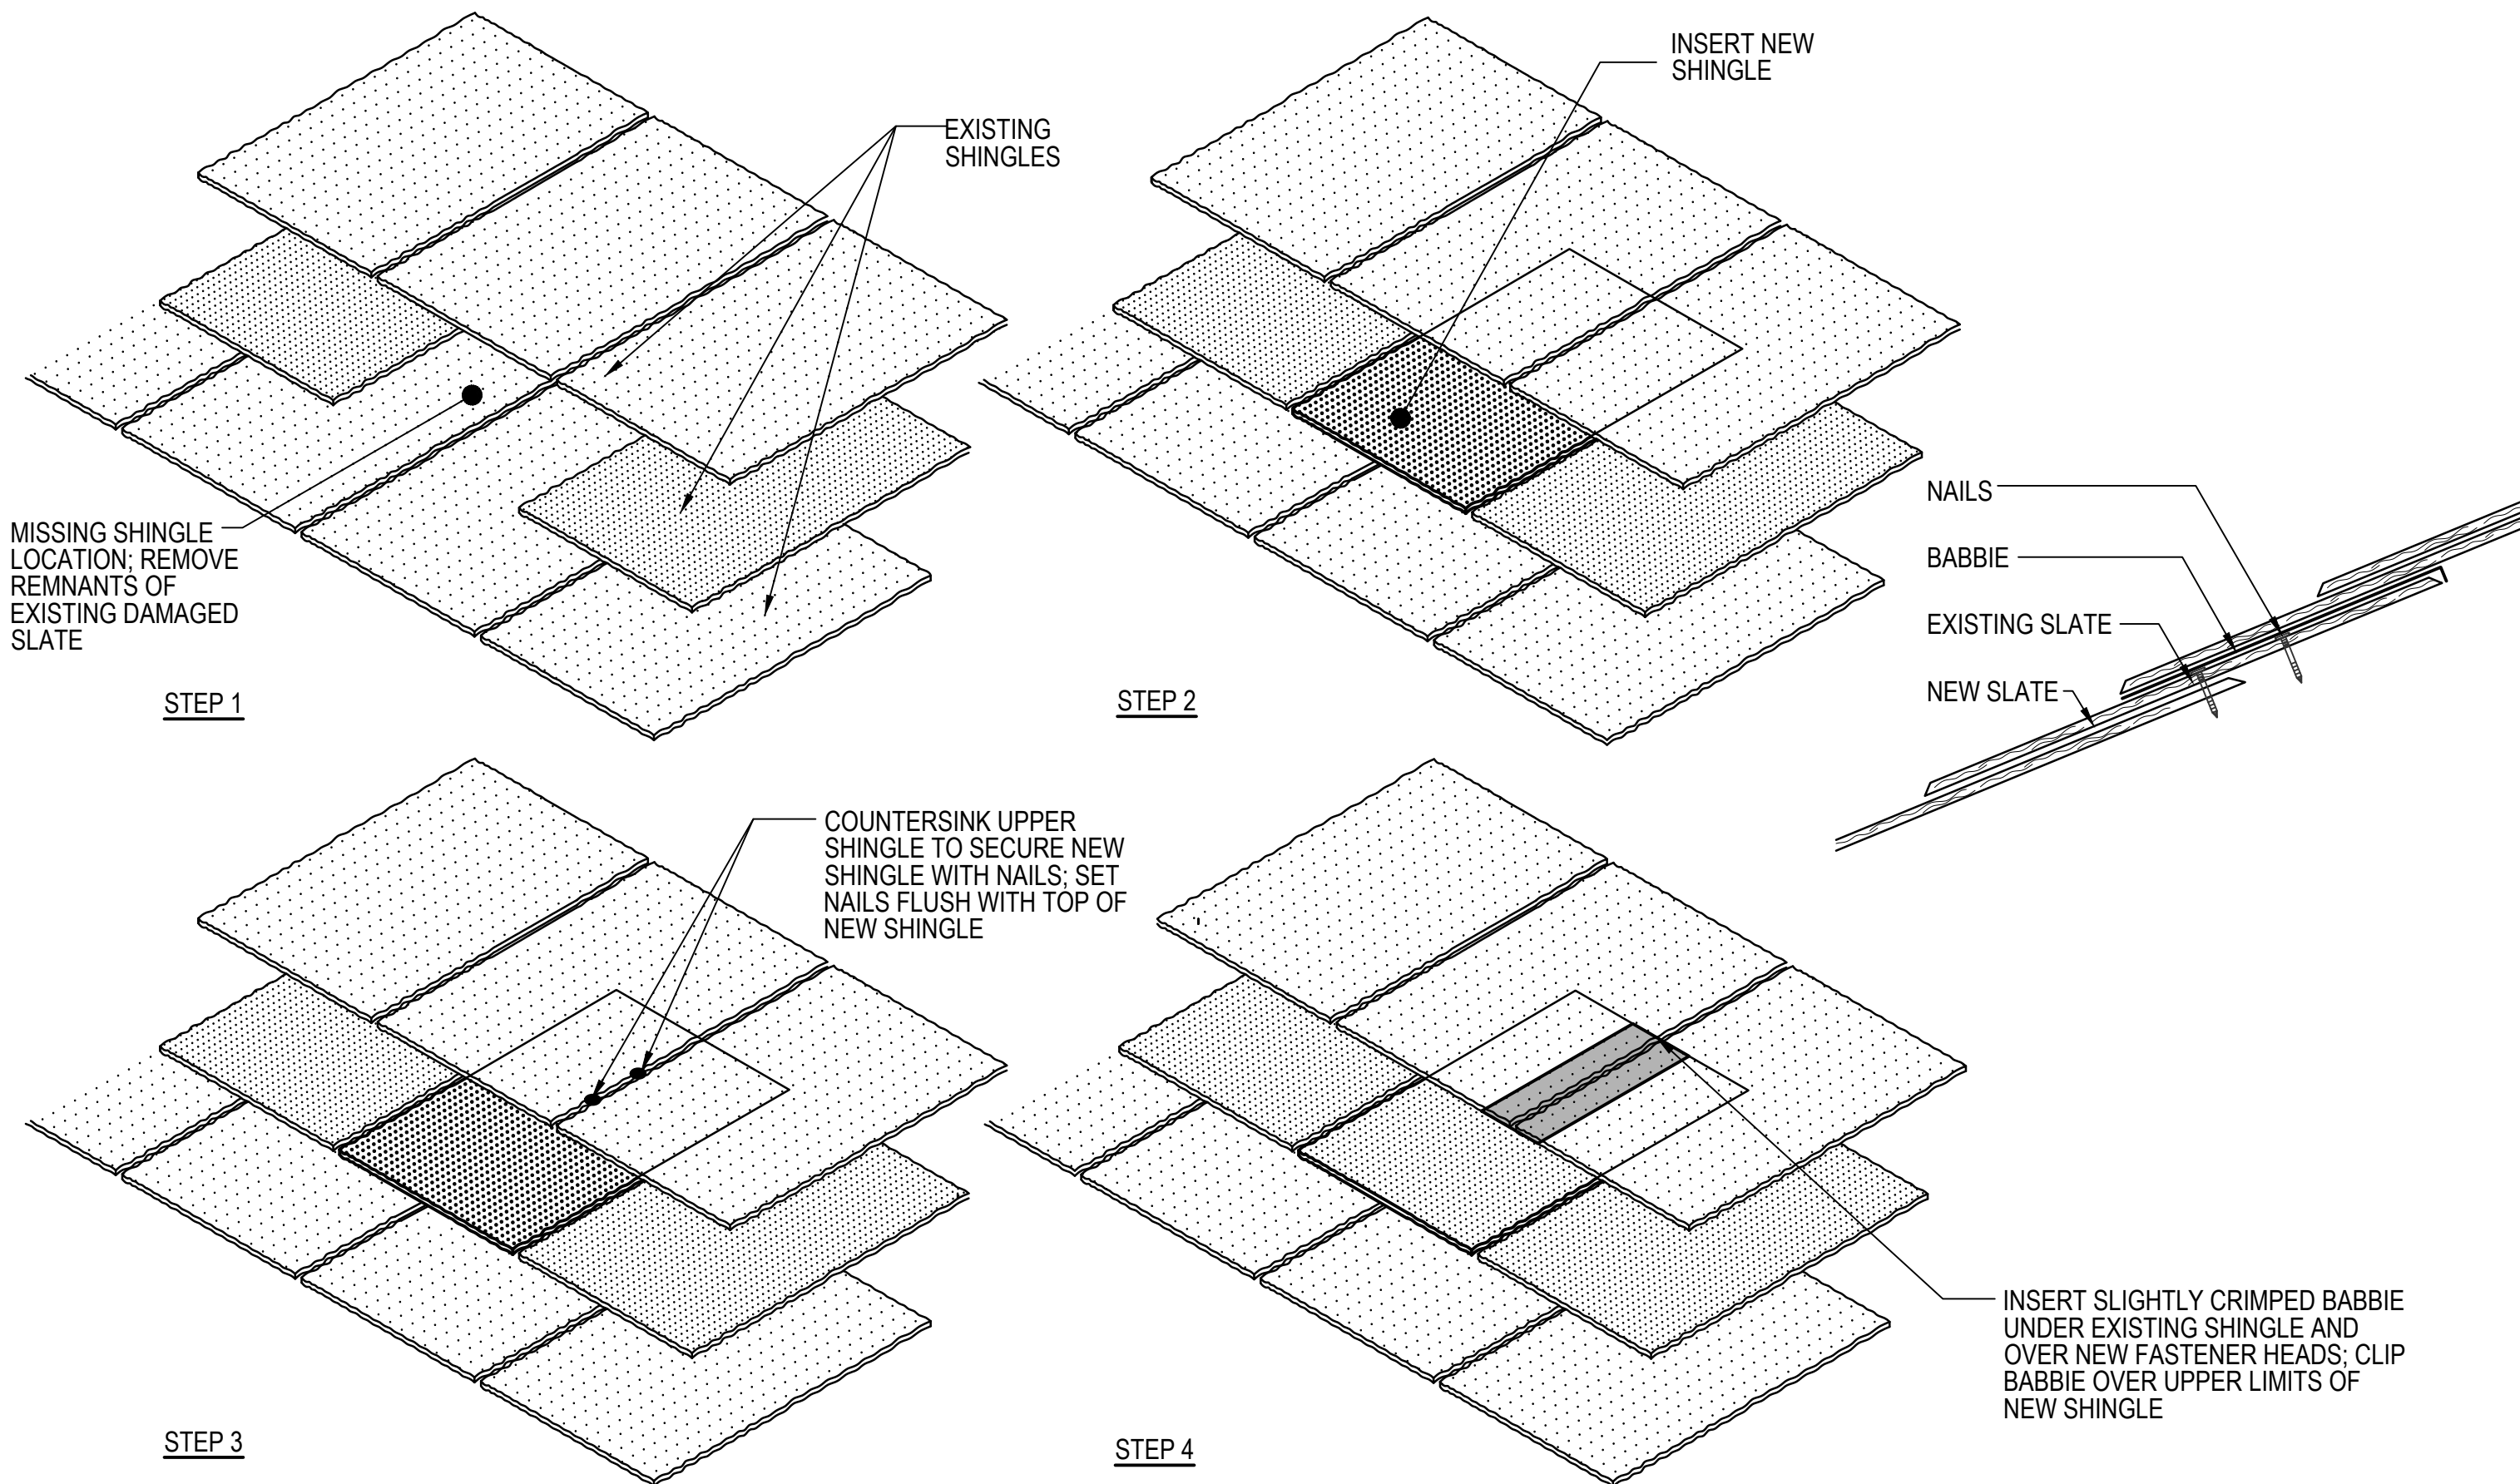 EXISTING
SHINGLES
MISSING SHINGLE
LOCATION; REMOVE
REMNANTS OF
EXISTING DAMAGED
SLATE
STEP 1
INSERT NEW
SHINGLE
STEP 2
NAILS
BABBIE
EXISTING SLATE
NEW SLATE
COUNTERSINK UPPER
SHINGLE TO SECURE NEW
SHINGLE WITH NAILS; SET
NAILS FLUSH WITH TOP OF
NEW SHINGLE
STEP 3
INSERT SLIGHTLY CRIMPED BABBIE
UNDER EXISTING SHINGLE AND
OVER NEW FASTENER HEADS; CLIP
BABBIE OVER UPPER LIMITS OF
NEW SHINGLE
STEP 4